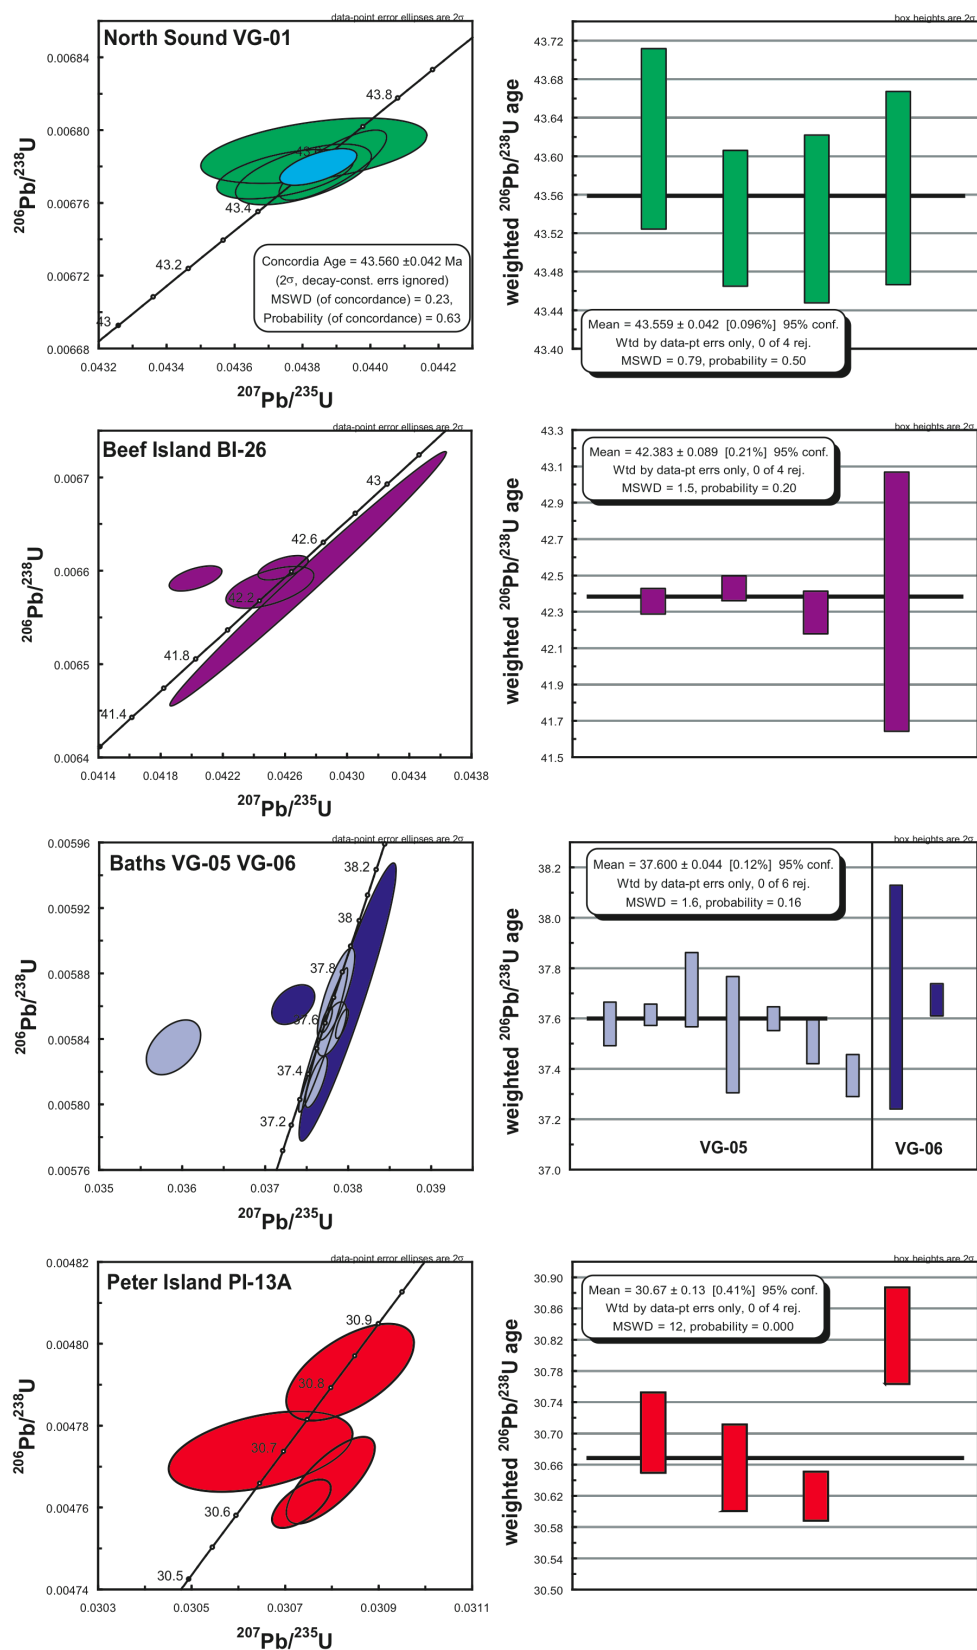 data-point error ellipses are 2σ
North Sound VG-01
0.00684
0.00680
0.00676
0.00672
0.00668
206Pb/238U
43.8
43.4
43.2
43
Concordia Age = 43.560 ±0.042 Ma
(2σ, decay-const. errs ignored)
MSWD (of concordance) = 0.23,
Probability (of concordance) = 0.63
0.0432 0.0434 0.0436 0.0438 0.0440 0.0442
207Pb/235U
box heights are 2σ
43.72
43.68
43.64
43.60
43.56
43.52
43.48
43.44
43.40
weighted 206Pb/238U age
Mean = 43.559 ± 0.042 [0.096%] 95% conf.
Wtd by data-pt errs only, 0 of 4 rej.
MSWD = 0.79, probability = 0.50
data-point error ellipses are 2σ
Beef Island BI-26
0.0067
0.0066
0.0065
0.0064
206Pb/238U
43
42.6
42.2
41.8
41.4
0.0414 0.0418 0.0422 0.0426 0.0430 0.0434 0.0438
207Pb/235U
box heights are 2σ
43.3
43.1
42.9
42.7
42.5
42.3
42.1
41.9
41.7
41.5
weighted 206Pb/238U age
Mean = 42.383 ± 0.089 [0.21%] 95% conf.
Wtd by data-pt errs only, 0 of 4 rej.
MSWD = 1.5, probability = 0.20
data-point error ellipses are 2σ
Baths VG-05 VG-06
0.00596
0.00592
0.00588
0.00584
0.00580
0.00576
206Pb/238U
38.2
38
37.8
37.6
37.4
37.2
0.035 0.036 0.037 0.038 0.039
207Pb/235U
box heights are 2σ
38.2
38.0
37.8
37.6
37.4
37.2
37.0
weighted 206Pb/238U age
Mean = 37.600 ± 0.044 [0.12%] 95% conf.
Wtd by data-pt errs only, 0 of 6 rej.
MSWD = 1.6, probability = 0.16
VG-05
VG-06
data-point error ellipses are 2σ
Peter Island PI-13A
0.00482
0.00480
0.00478
0.00476
0.00474
206Pb/238U
30.9
30.8
30.7
30.6
30.5
0.0303 0.0305 0.0307 0.0309 0.0311
207Pb/235U
box heights are 2σ
30.90
30.86
30.82
30.78
30.74
30.70
30.66
30.62
30.58
30.54
30.50
weighted 206Pb/238U age
Mean = 30.67 ± 0.13 [0.41%] 95% conf.
Wtd by data-pt errs only, 0 of 4 rej.
MSWD = 12, probability = 0.000